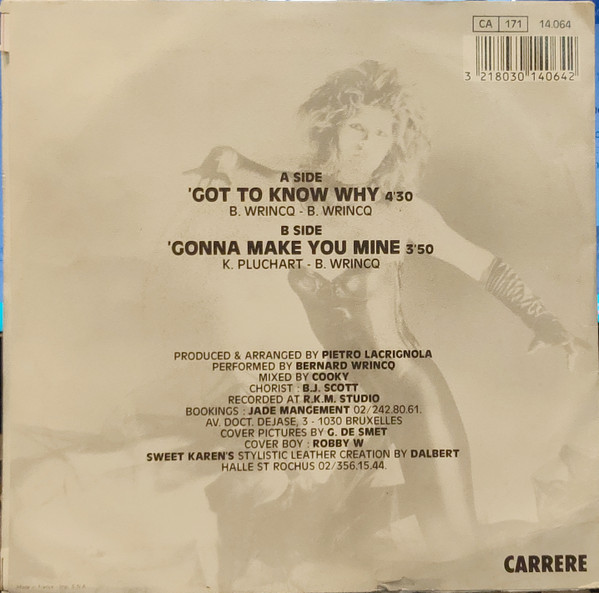 CA 171 14.064
3 218030 140642
A SIDE
'GOT TO KNOW WHY 4'30
B. WRINCQ - B. WRINCQ
B SIDE
'GONNA MAKE YOU MINE 3'50
K. PLUCHART - B. WRINCQ
PRODUCED & ARRANGED BY PIETRO LACRIGNOLA
PERFORMED BY BERNARD WRINCQ
MIXED BY COOKY
CHORIST : B.J. SCOTT
RECORDED AT R.K.M. STUDIO
BOOKINGS : JADE MANGEMENT 02/242.80.61.
AV. DOCT. DEJASE, 3 - 1030 BRUXELLES
COVER PICTURES BY G. DE SMET
COVER BOY : ROBBY W
SWEET KAREN'S STYLISTIC LEATHER CREATION BY DALBERT
HALLE ST ROCHUS 02/356.15.44.
CARRERE